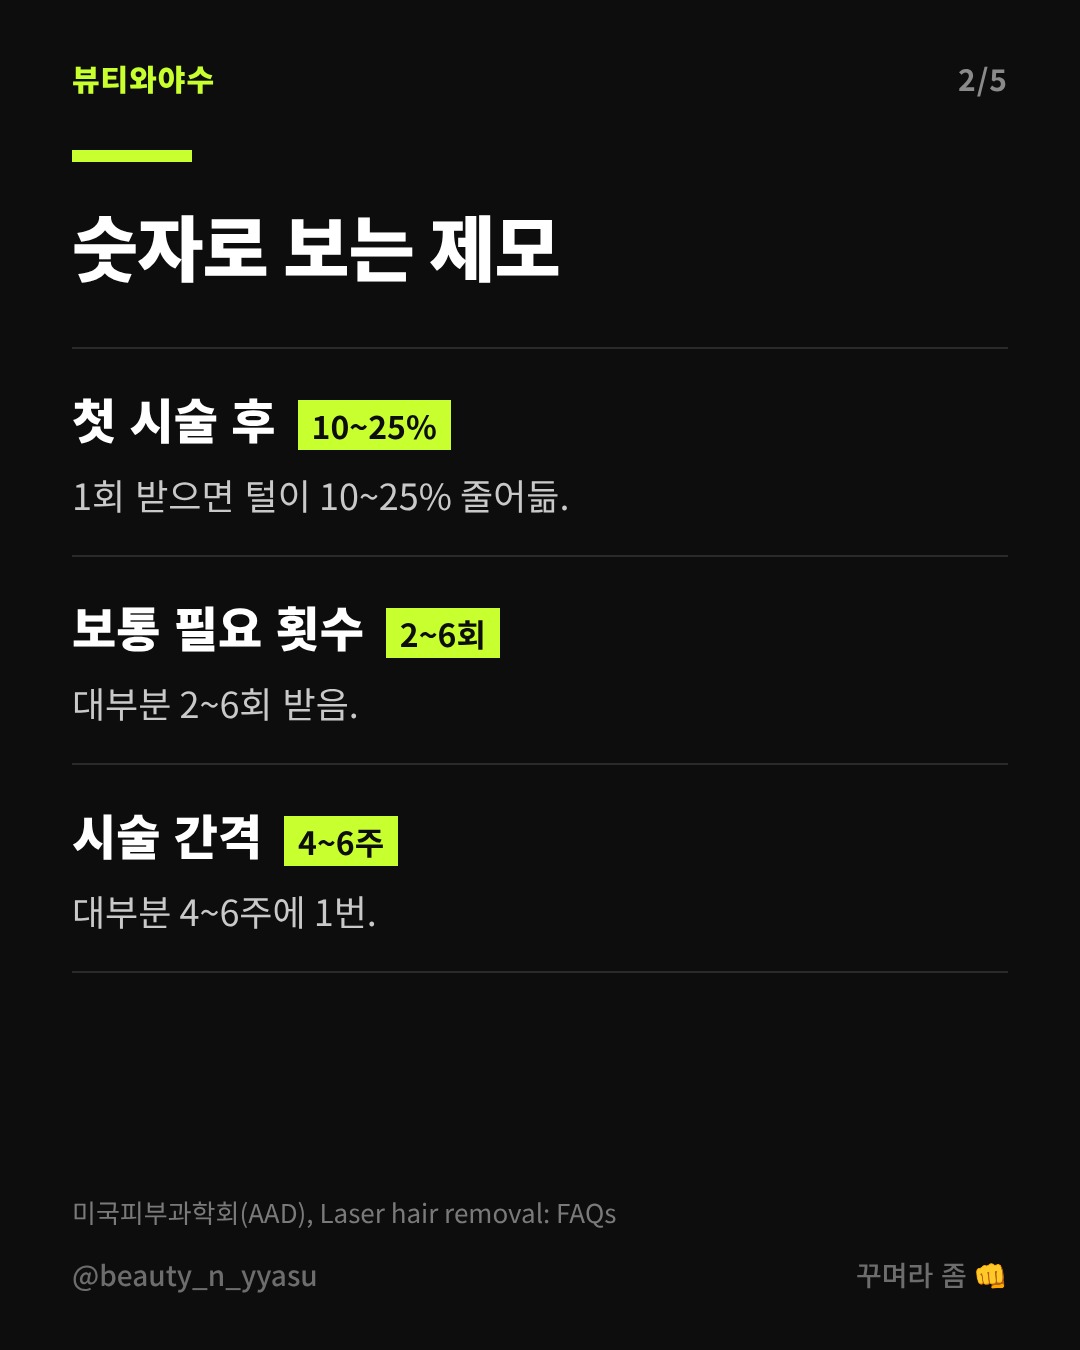 뷰티와야수
2/5
숫자로 보는 제모
첫 시술 후 10~25%
1회 받으면 털이 10~25% 줄어듦.
보통 필요 횟수 2~6회
대부분 2~6회 받음.
시술 간격 4~6주
대부분 4~6주에 1번.
미국피부과학회(AAD), Laser hair removal: FAQs
@beauty_n_yyasu
꾸며라 좀 👊